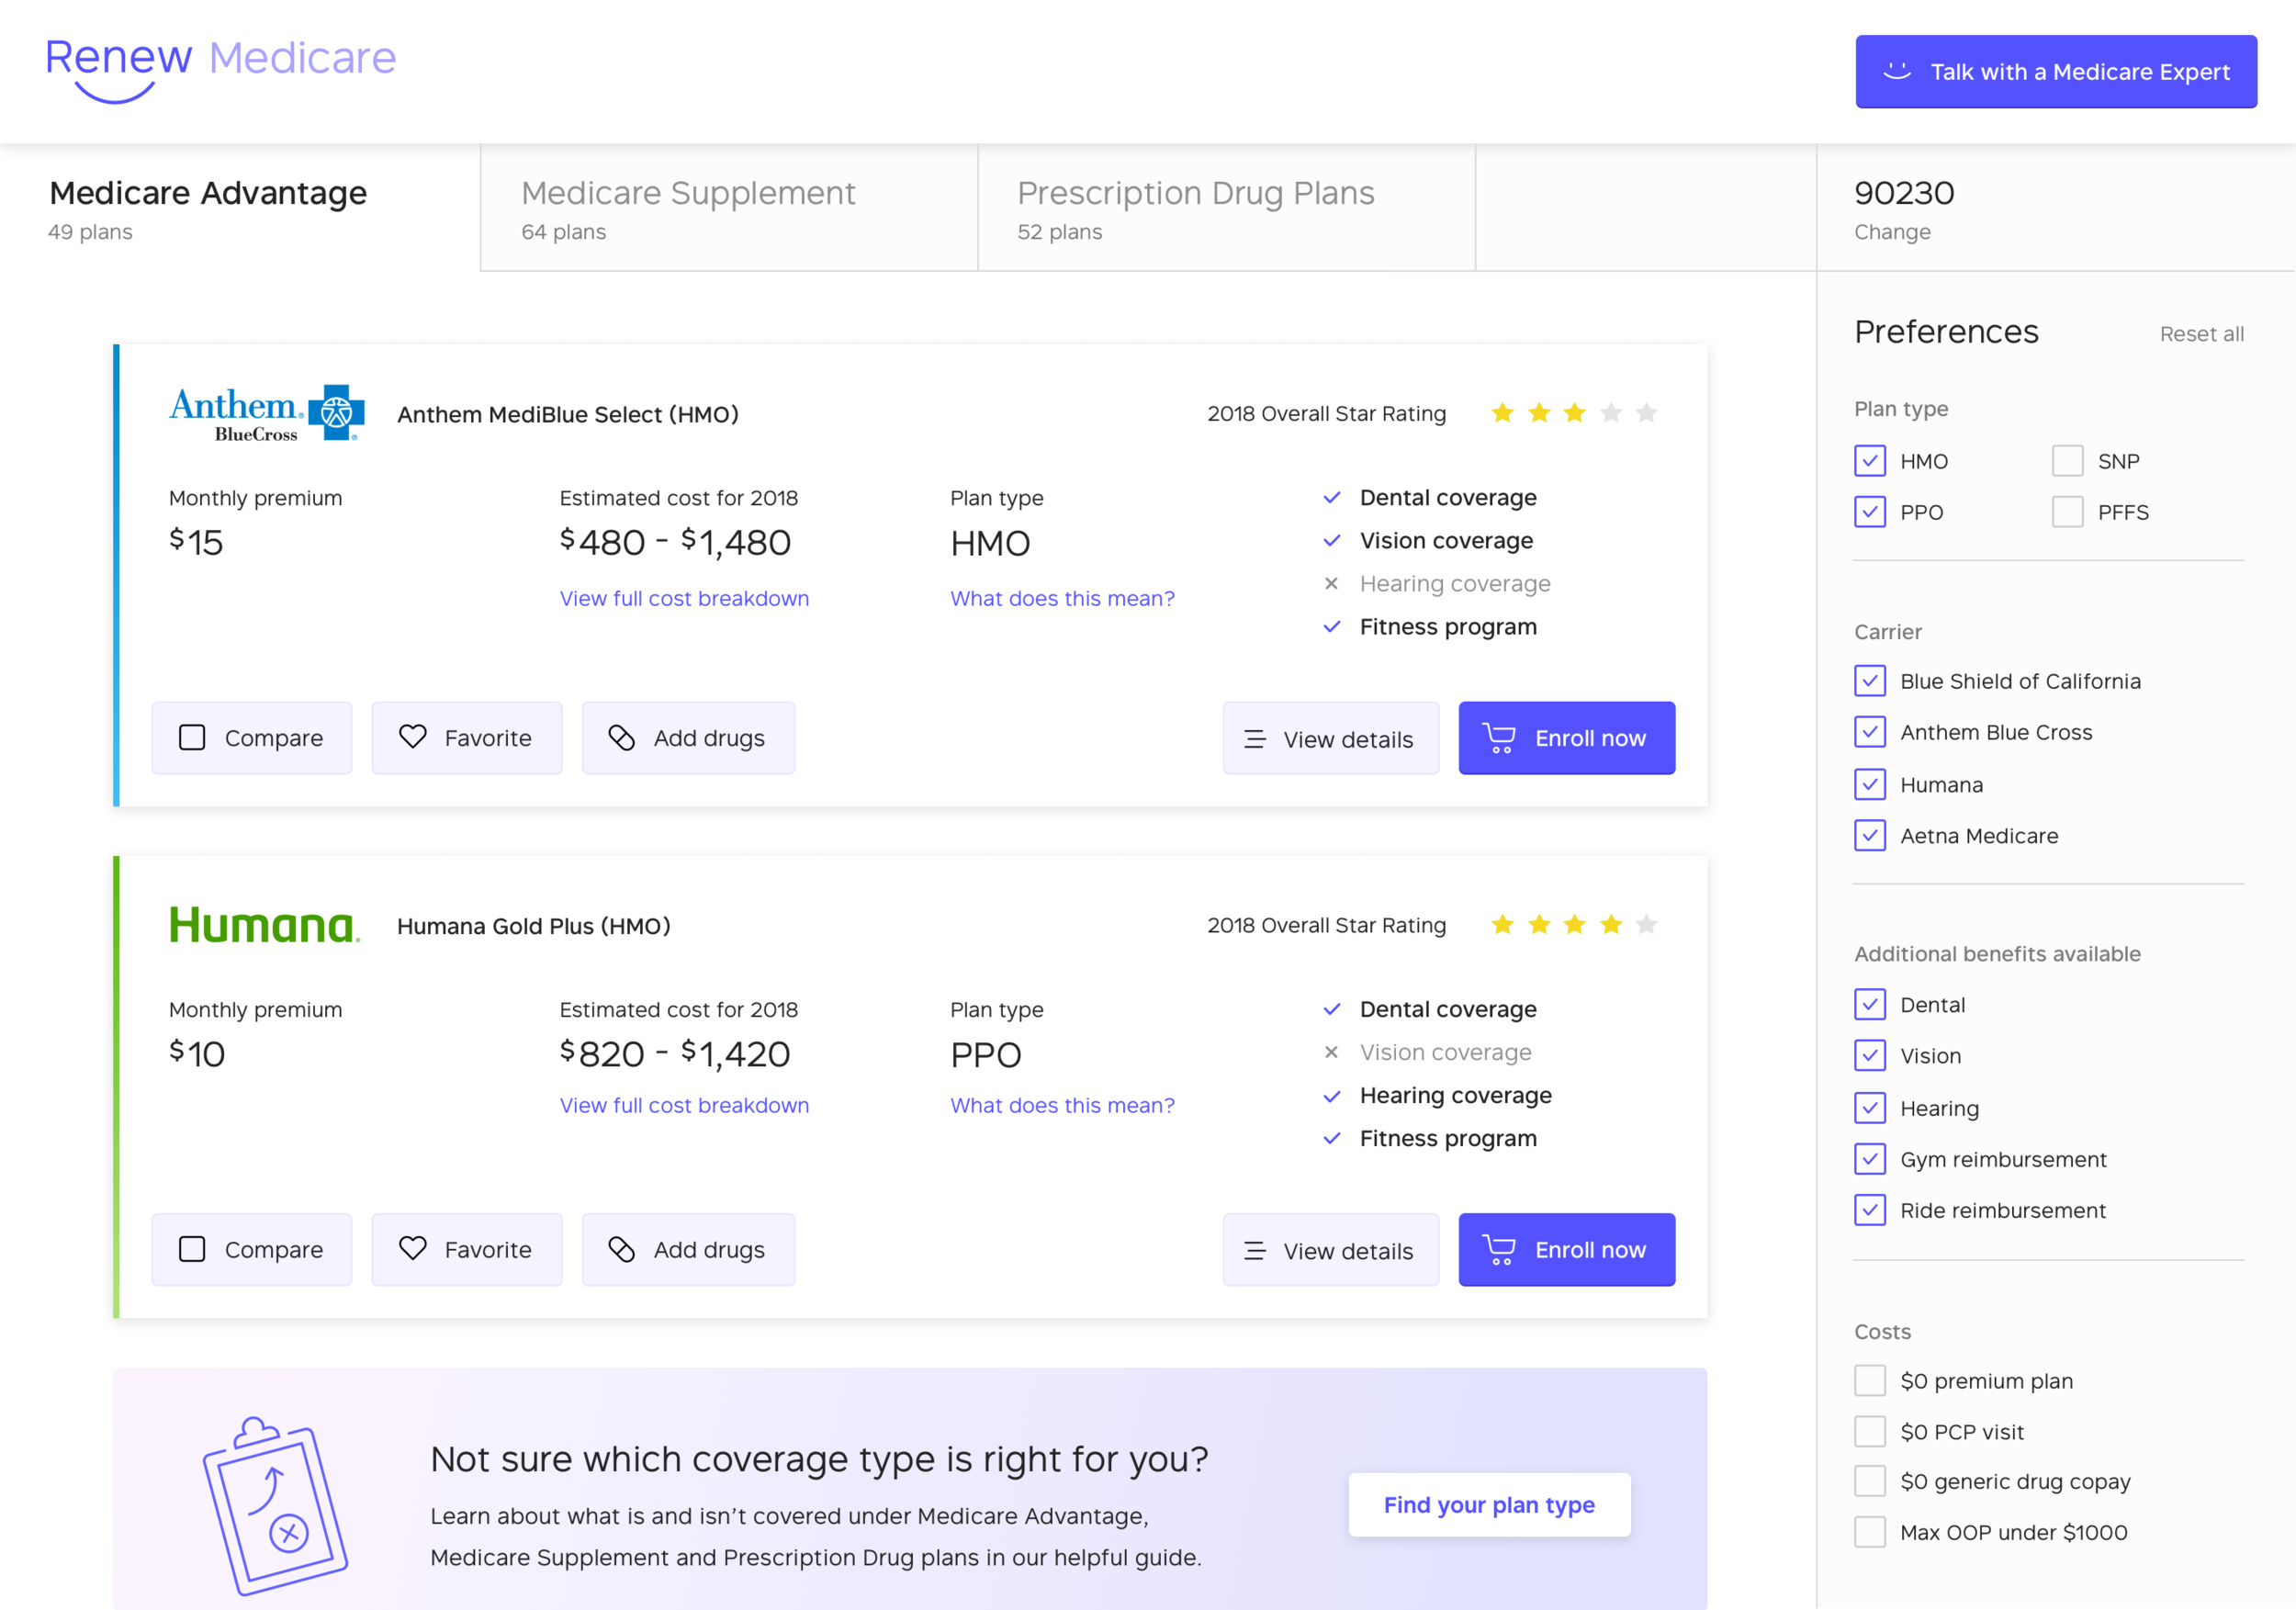 Renew Medicare
Talk with a Medicare Expert
Medicare Advantage
49 plans
Medicare Supplement
64 plans
Prescription Drug Plans
52 plans
90230
Change
Anthem® BlueCross®
Anthem MediBlue Select (HMO)
2018 Overall Star Rating
Monthly premium
$15
Estimated cost for 2018
$480 - $1,480
View full cost breakdown
Plan type
HMO
What does this mean?
Dental coverage
Vision coverage
Hearing coverage
Fitness program
Compare
Favorite
Add drugs
View details
Enroll now
Humana®
Humana Gold Plus (HMO)
2018 Overall Star Rating
Monthly premium
$10
Estimated cost for 2018
$820 - $1,420
View full cost breakdown
Plan type
PPO
What does this mean?
Dental coverage
Vision coverage
Hearing coverage
Fitness program
Compare
Favorite
Add drugs
View details
Enroll now
Not sure which coverage type is right for you?
Learn about what is and isn’t covered under Medicare Advantage,
Medicare Supplement and Prescription Drug plans in our helpful guide.
Find your plan type
Preferences
Reset all
Plan type
HMO
SNP
PPO
PFFS
Carrier
Blue Shield of California
Anthem Blue Cross
Humana
Aetna Medicare
Additional benefits available
Dental
Vision
Hearing
Gym reimbursement
Ride reimbursement
Costs
$0 premium plan
$0 PCP visit
$0 generic drug copay
Max OOP under $1000